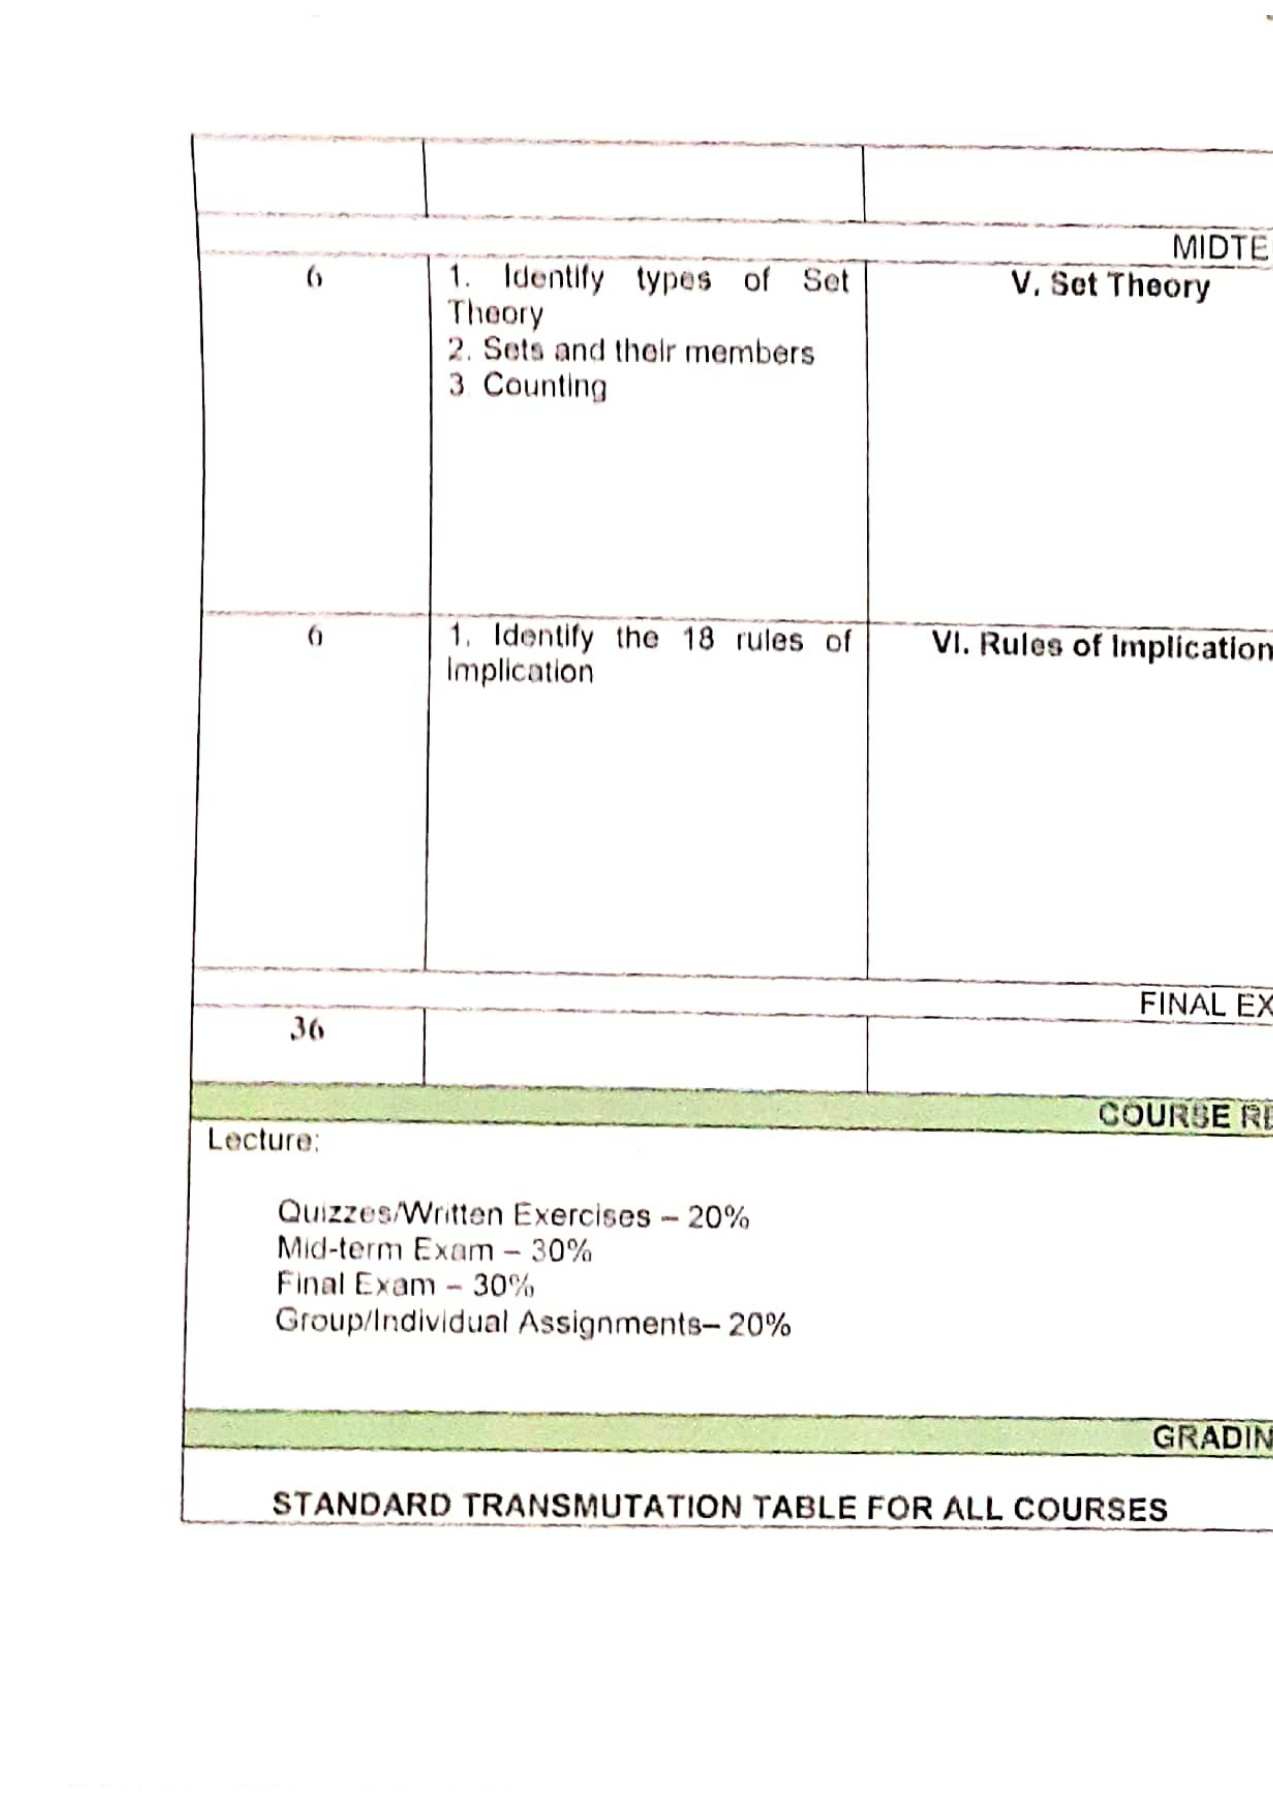 MIDTE
6
1. Identify types of Set
Theory
2. Sets and their members
3 Counting
V. Set Theory
6
1. Identify the 18 rules of
Implication
VI. Rules of Implication
FINAL EX
36
COURSE RE
Lecture:
Quizzes/Written Exercises – 20%
Mid-term Exam – 30%
Final Exam – 30%
Group/Individual Assignments– 20%
GRADIN
STANDARD TRANSMUTATION TABLE FOR ALL COURSES